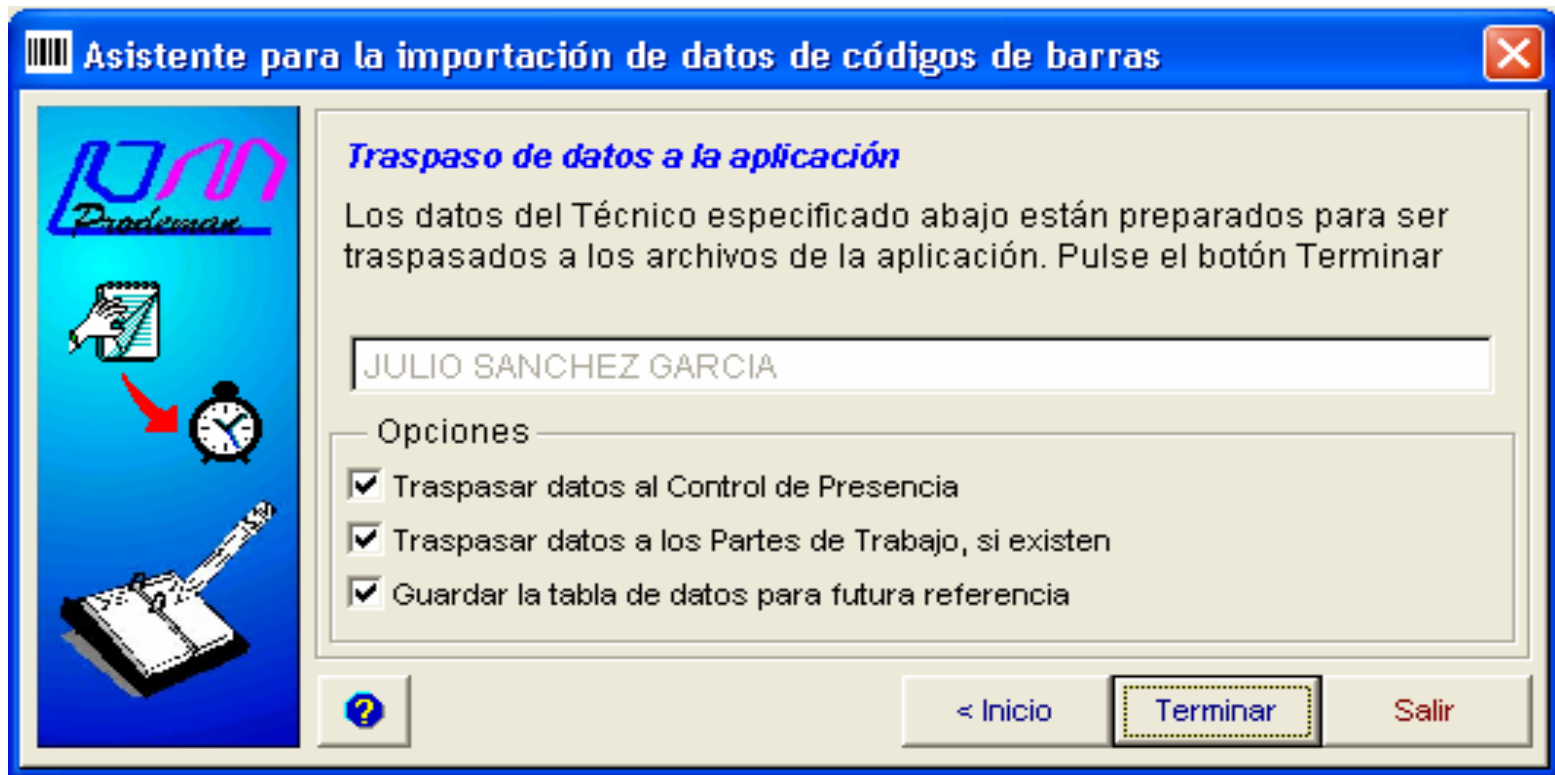 Asistente para la importación de datos de códigos de barras
Prodeman
Traspaso de datos a la aplicación
Los datos del Técnico especificado abajo están preparados para ser
traspasados a los archivos de la aplicación. Pulse el botón Terminar
JULIO SANCHEZ GARCIA
Opciones
Traspasar datos al Control de Presencia
Traspasar datos a los Partes de Trabajo, si existen
Guardar la tabla de datos para futura referencia
?
< Inicio
Terminar
Salir